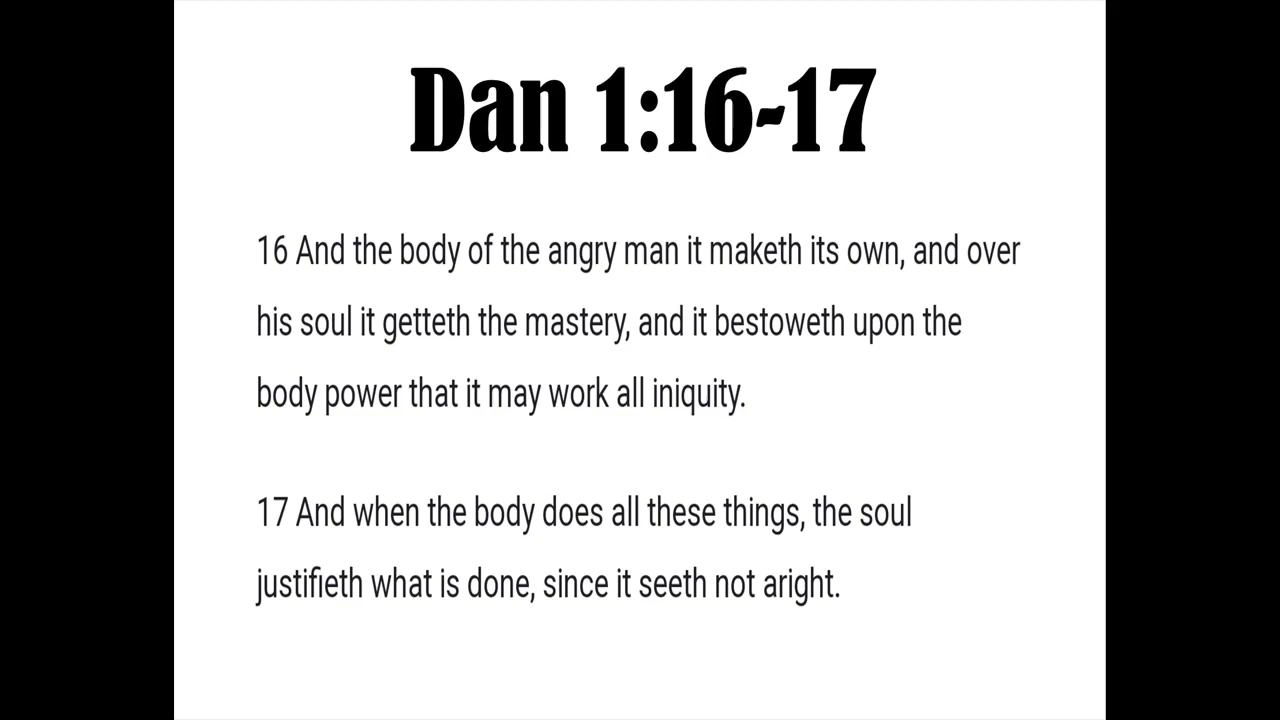 Dan 1:16-17
16 And the body of the angry man it maketh its own, and over
his soul it getteth the mastery, and it bestoweth upon the
body power that it may work all iniquity.
17 And when the body does all these things, the soul
justifieth what is done, since it seeth not aright.